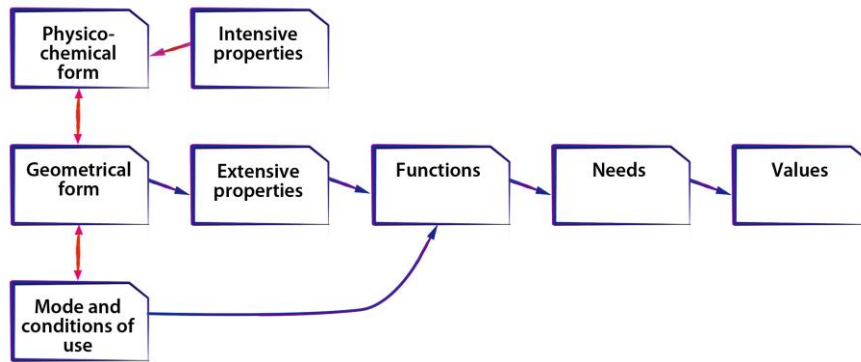 Physico-
chemical
form
Intensive
properties
Geometrical
form
Extensive
properties
Functions
Needs
Values
Mode and
conditions of
use